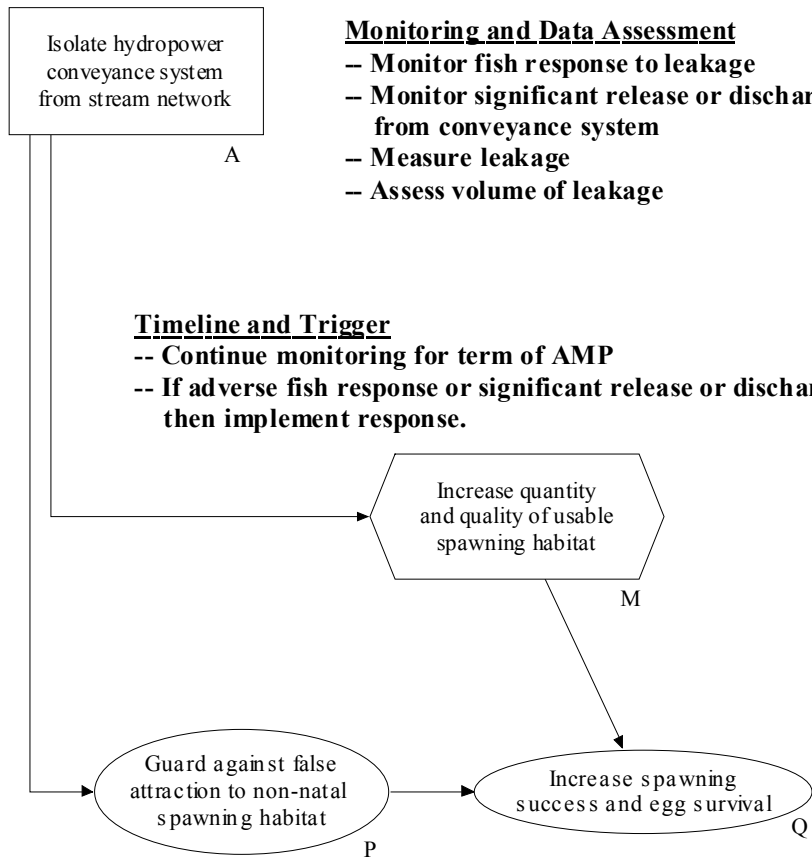 Isolate hydropower
conveyance system
from stream network
A
Monitoring and Data Assessment
-- Monitor fish response to leakage
-- Monitor significant release or
from conveyance system
-- Measure leakage
-- Assess volume of leakage
Timeline and Trigger
-- Continue monitoring for term of AMP
-- If adverse fish response or significant release or
then implement response.
Increase quantity
and quality of usable
spawning habitat
M
Guard against false
attraction to non-natal
spawning habitat
P
Increase spawning
success and egg survival
Q